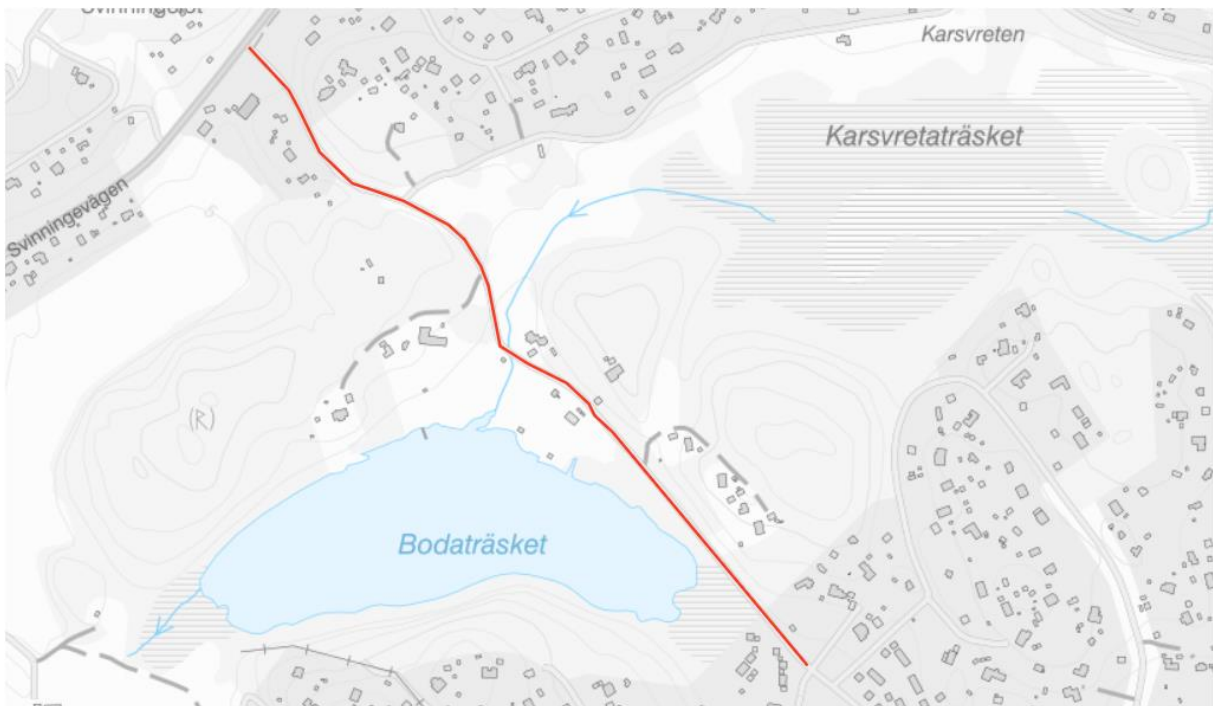 Karsvreten
Karsvretaträsket
Svinningevägen
(R)
Bodaträsket